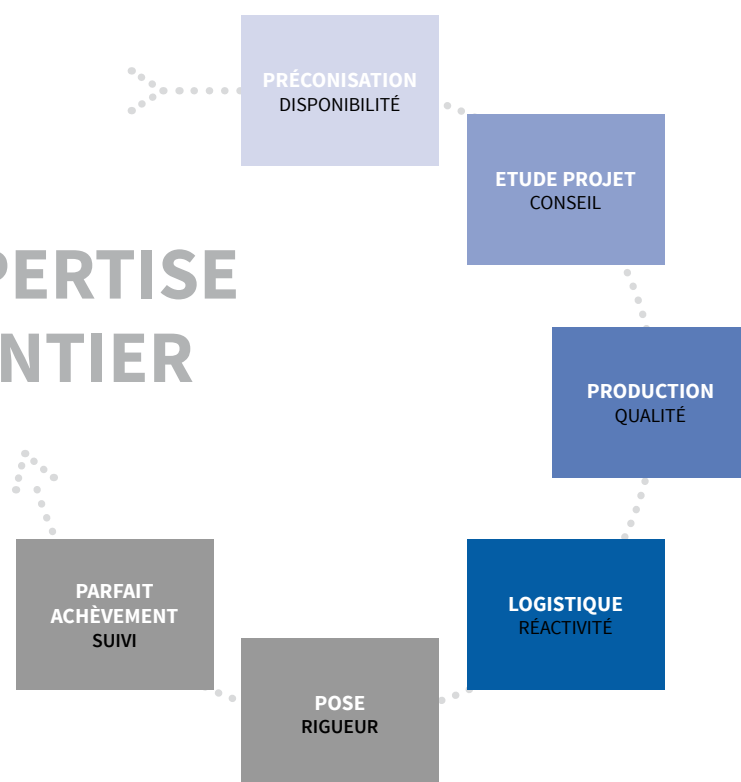 PRÉCONISATION
DISPONIBILITÉ
ETUDE PROJET
CONSEIL
PERTISE
NTIER
PRODUCTION
QUALITÉ
LOGISTIQUE
RÉACTIVITÉ
POSE
RIGUEUR
PARFAIT
ACHÈVEMENT
SUIVI